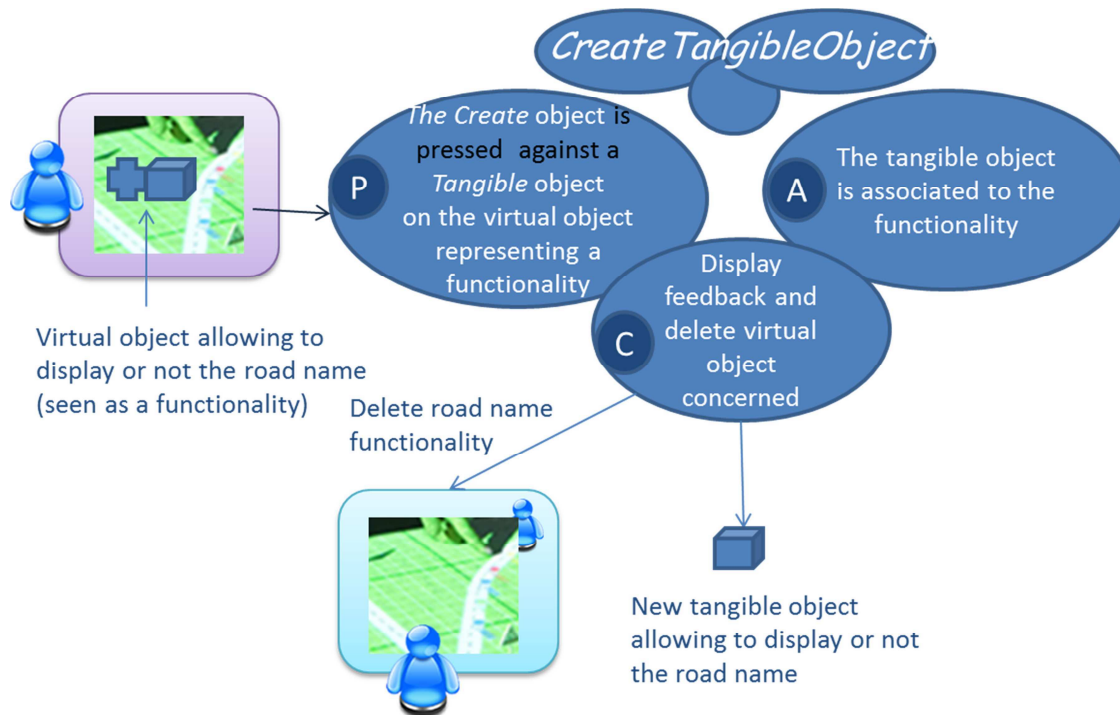 CreateTangibleObject
The Create object is
pressed against a
Tangible object
on the virtual object
representing a
functionality
P
A
The tangible object
is associated to the
functionality
Display
feedback and
delete virtual
object
concerned
C
Virtual object allowing to
display or not the road name
(seen as a functionality)
Delete road name
functionality
New tangible object
allowing to display or not
the road name